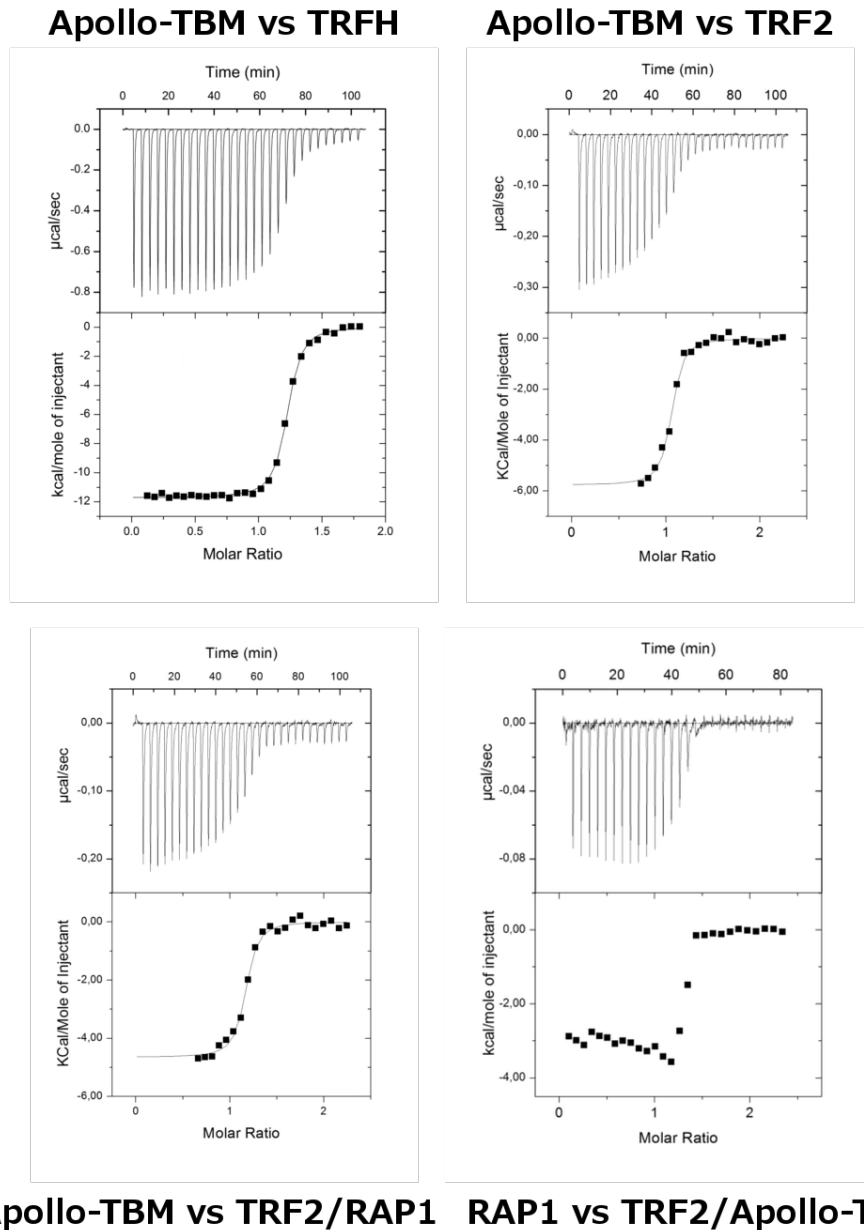 Apollo-TBM vs TRFH
Apollo-TBM vs TRF2
Time (min)
0 20 40 60 80 100
0.0
-0.2
-0.4
-0.6
-0.8
µcal/sec
0
-2
-4
-6
-8
-10
-12
kcal/mole of injectant
0.0 0.5 1.0 1.5 2.0
Molar Ratio
Time (min)
0 20 40 60 80 100
0,00
-0,10
-0,20
-0,30
µcal/sec
0,00
-2,00
-4,00
-6,00
KCal/Mole of injectant
0 1 2
Molar Ratio
Time (min)
0 20 40 60 80 100
0,00
-0,10
-0,20
µcal/sec
0,00
-2,00
-4,00
-6,00
KCal/Mole of Injectant
0 1 2
Molar Ratio
Time (min)
0 20 40 60 80
0,00
-0,04
-0,08
µcal/sec
0,00
-2,00
-4,00
kcal/mole of injectant
0 1 2
Molar Ratio
pollo-TBM vs TRF2/RAP1
RAP1 vs TRF2/Apollo-T